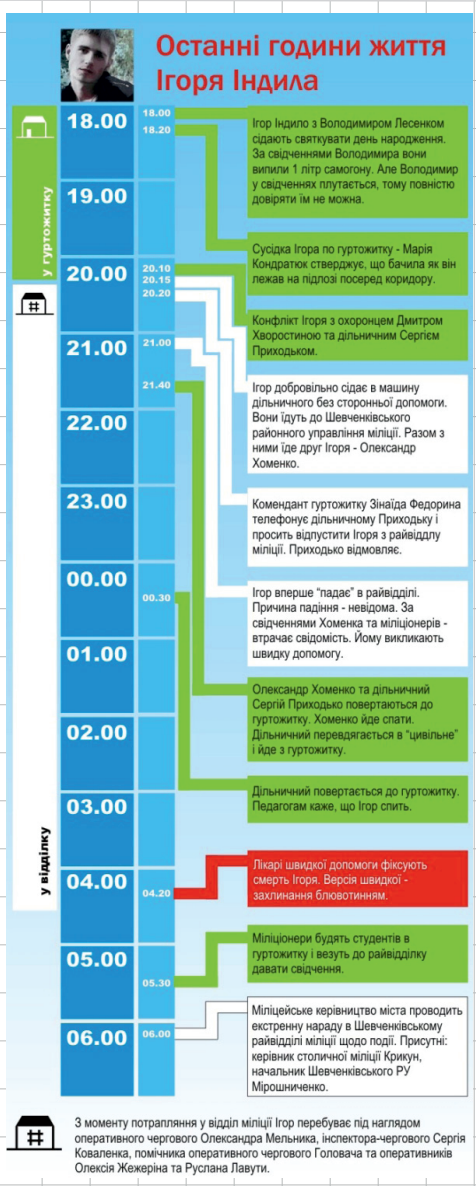 Останні години життя
Ігоря Індила
18.00
18.00
18.20
19.00
20.00
20.10
20.15
20.20
21.00
21.00
21.40
22.00
23.00
00.00
00.30
01.00
02.00
03.00
04.00
04.20
05.00
05.30
06.00
06.00
у гуртожитку
у відділку
Ігор Індило з Володимиром Лесенком
сідають святкувати день народження.
За свідченнями Володимира вони
випили 1 літр самогону. Але Володимир
у свідченнях плутається, тому повністю
довіряти їм не можна.
Сусідка Ігора по гуртожитку - Марія
Кондратюк стверджує, що бачила як він
лежав на підлозі посеред коридору.
Конфлікт Ігоря з охоронцем Дмитром
Хворостиною та дільничним Сергієм
Приходьком.
Ігор добровільно сідає в машину
дільничного без сторонньої допомоги.
Вони їдуть до Шевченківського
районного управління міліції. Разом з
ними їде друг Ігоря - Олександр
Хоменко.
Комендант гуртожитку Зінаїда Федорина
телефонує дільничному Приходьку і
просить відпустити Ігоря з райвіддлу
міліції. Приходько відмовляє.
Ігор вперше “падає” в райвідділі.
Причина падіння - невідома. За
свідченнями Хоменка та міліціонерів -
втрачає свідомість. Йому викликають
швидку допомогу.
Олександр Хоменко та дільничний
Сергій Приходько повертаються до
гуртожитку. Хоменко йде спати.
Дільничний перевдягається в “цивільне”
і йде з гуртожитку.
Дільничий повертається до гуртожитку.
Педагогам каже, що Ігор спить.
Лікарі швидкої допомоги фіксують
смерть Ігоря. Версія швидкої -
захлинання блювотинням.
Міліціонери будять студентів в
гуртожитку і везуть до райвідділку
давати свідчення.
Міліцейське керівництво міста проводить
екстренну нараду в Шевченківському
райвідділі міліції щодо події. Присутні:
керівник столичної міліції Крикун,
начальник Шевченківського РУ
Мірошниченко.
З моменту потрапляння у відділ міліції Ігор перебуває під наглядом
оперативного чергового Олександра Мельника, інспектора-чергового Сергія
Коваленка, помічника оперативного чергового Головача та оперативників
Олексія Жежеріна та Руслана Лавути.